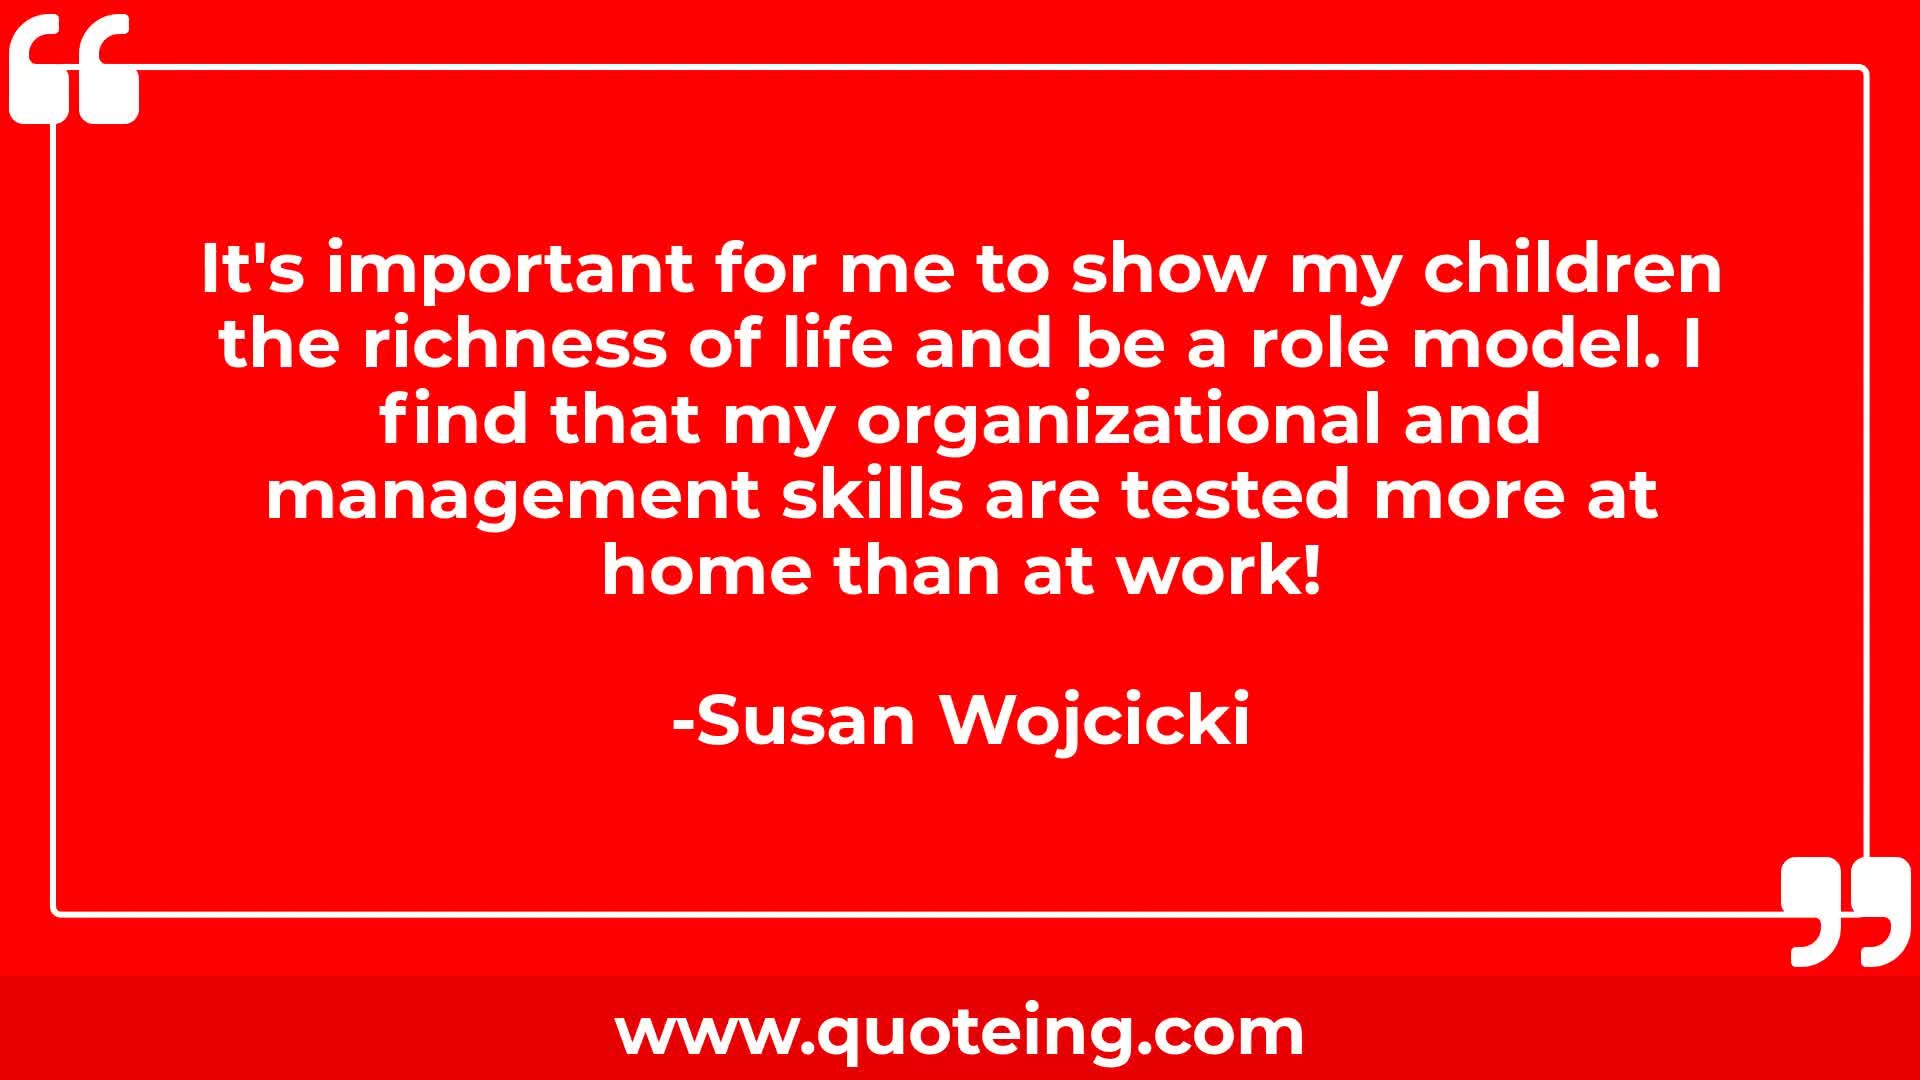 It's important for me to show my children
the richness of life and be a role model. I
find that my organizational and
management skills are tested more at
home than at work!
-Susan Wojcicki
www.quoteing.com